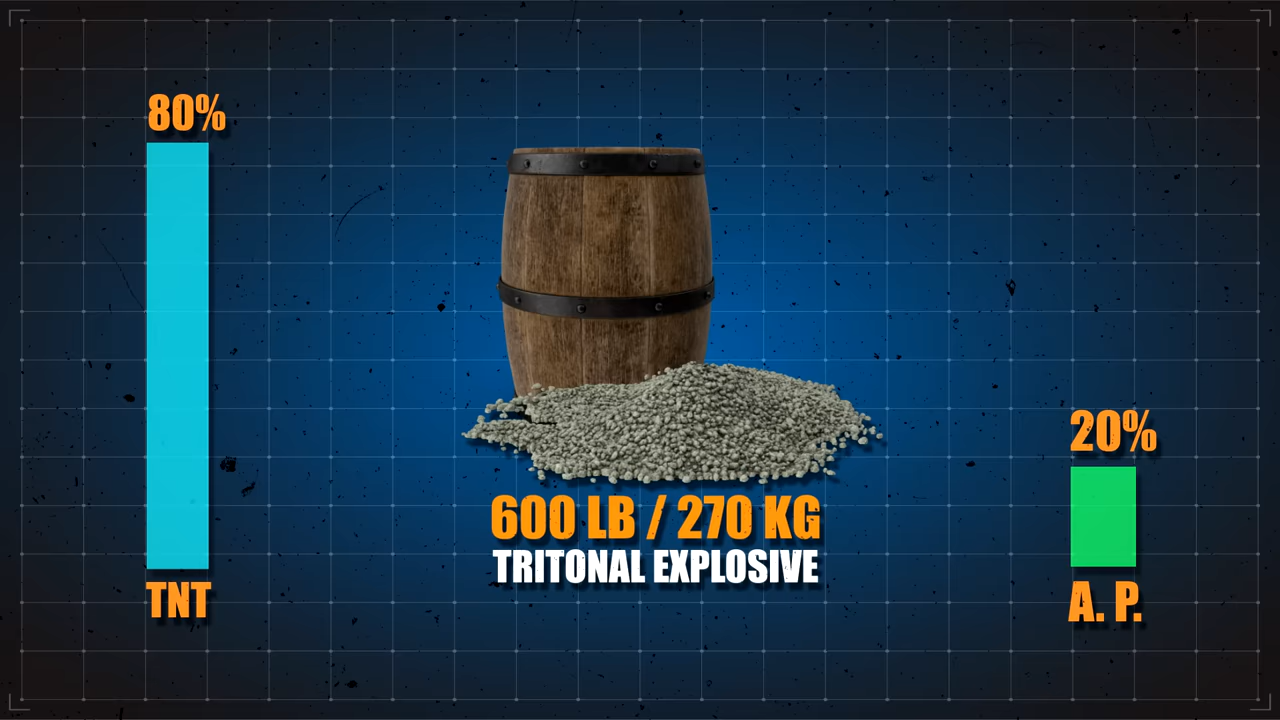 80%
TNT
600 LB / 270 KG
TRITONAL EXPLOSIVE
20%
A. P.